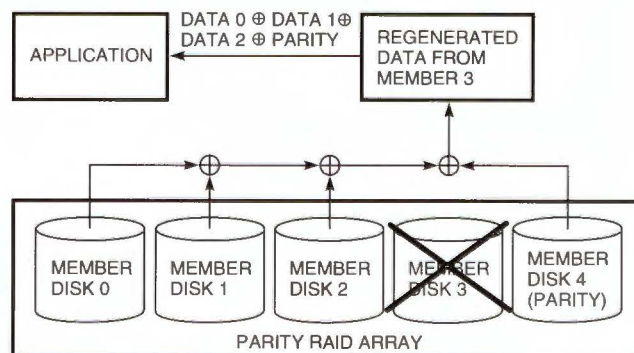 DATA 0 ⊕ DATA 1⊕
DATA 2 ⊕ PARITY
APPLICATION
REGENERATED
DATA FROM
MEMBER 3
MEMBER
DISK 0
MEMBER
DISK 1
MEMBER
DISK 2
MEMBER
DISK 3
MEMBER
DISK 4
(PARITY)
PARITY RAID ARRAY